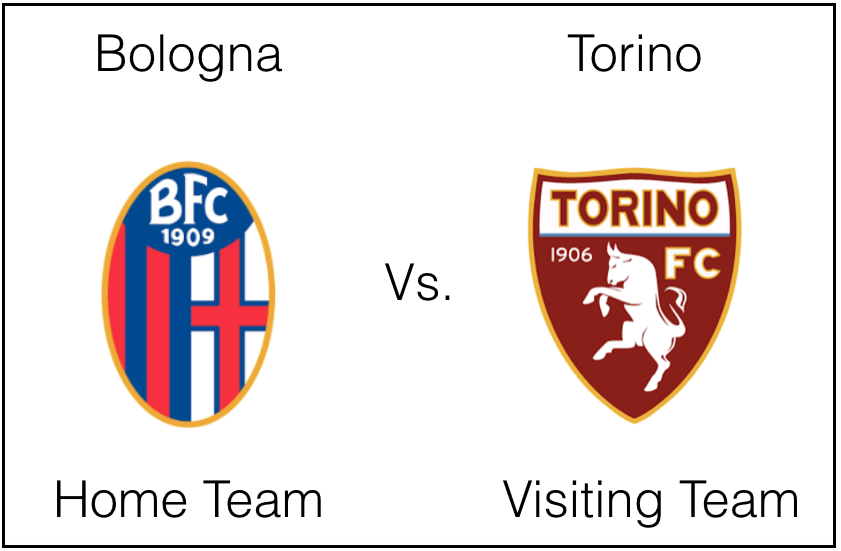 Bologna
Torino
BFC
1909
TORINO
1906
FC
Vs.
Home Team
Visiting Team